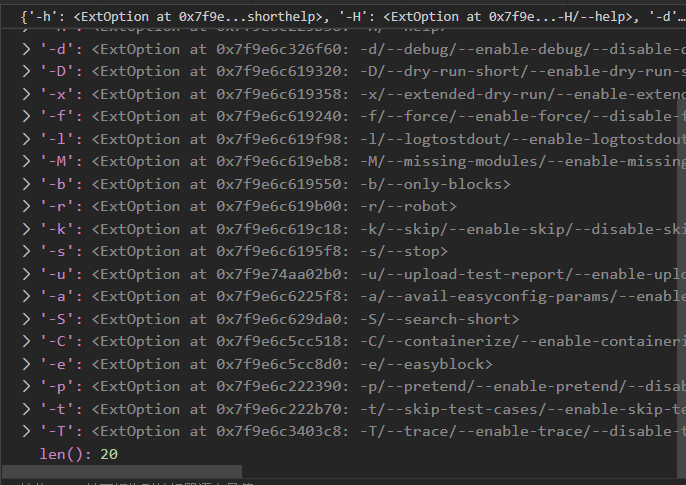 {'-h': <ExtOption at 0x7f9e...shorthelp>, '-H': <ExtOption at 0x7f9e...-H/--help>, '-d'…
'-d': <ExtOption at 0x7f9e6c326f60: -d/--debug/--enable-debug/--disable-d
'-D': <ExtOption at 0x7f9e6c619320: -D/--dry-run-short/--enable-dry-run-s
'-x': <ExtOption at 0x7f9e6c619358: -x/--extended-dry-run/--enable-extend
'-f': <ExtOption at 0x7f9e6c619240: -f/--force/--enable-force/--disable-f
'-l': <ExtOption at 0x7f9e6c619f98: -l/--logtostdout/--enable-logtostdout
'-M': <ExtOption at 0x7f9e6c619eb8: -M/--missing-modules/--enable-missing
'-b': <ExtOption at 0x7f9e6c619550: -b/--only-blocks>
'-r': <ExtOption at 0x7f9e6c619b00: -r/--robot>
'-k': <ExtOption at 0x7f9e6c619c18: -k/--skip/--enable-skip/--disable-ski
'-s': <ExtOption at 0x7f9e6c6195f8: -s/--stop>
'-u': <ExtOption at 0x7f9e74aa02b0: -u/--upload-test-report/--enable-uplo
'-a': <ExtOption at 0x7f9e6c6225f8: -a/--avail-easyconfig-params/--enable
'-S': <ExtOption at 0x7f9e6c629da0: -S/--search-short>
'-C': <ExtOption at 0x7f9e6c5cc518: -C/--containerize/--enable-containeri
'-e': <ExtOption at 0x7f9e6c5cc8d0: -e/--easyblock>
'-p': <ExtOption at 0x7f9e6c222390: -p/--pretend/--enable-pretend/--disab
'-t': <ExtOption at 0x7f9e6c222b70: -t/--skip-test-cases/--enable-skip-te
'-T': <ExtOption at 0x7f9e6c3403c8: -T/--trace/--enable-trace/--disable-t
len(): 20